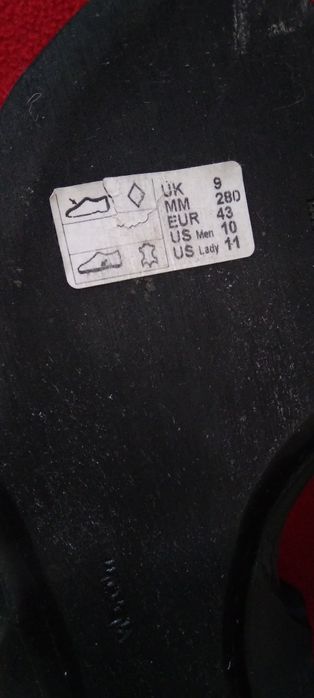 UK 9
MM 280
EUR 43
US Men 10
US Lady 11